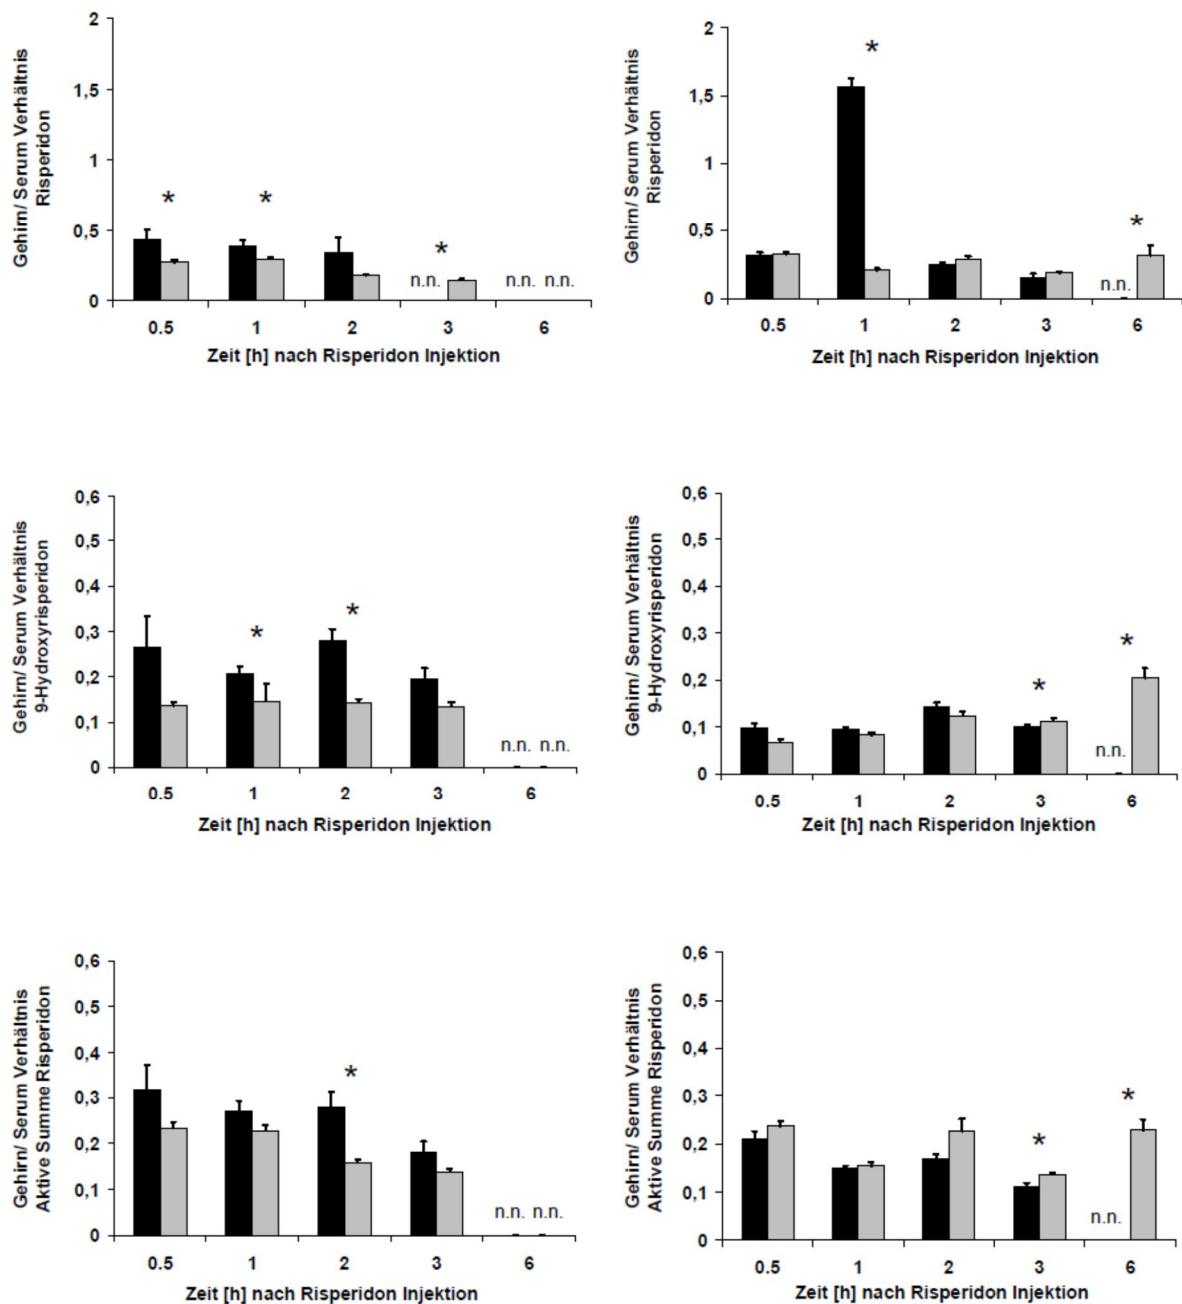 Gehirn/ Serum Verhältnis
Risperidon
2
1,5
1
0,5
0
*
*
*
n.n.
n.n. n.n.
0.5 1 2 3 6
Zeit [h] nach Risperidon Injektion
Gehirn/ Serum Verhältnis
Risperidon
2
1,5
1
0,5
0
*
*
n.n.
0.5 1 2 3 6
Zeit [h] nach Risperidon Injektion
Gehirn/ Serum Verhältnis
9-Hydroxyrisperidon
0,6
0,5
0,4
0,3
0,2
0,1
0
*
*
n.n. n.n.
0.5 1 2 3 6
Zeit [h] nach Risperidon Injektion
Gehirn/ Serum Verhältnis
9-Hydroxyrisperidon
0,6
0,5
0,4
0,3
0,2
0,1
0
*
*
n.n.
0.5 1 2 3 6
Zeit [h] nach Risperidon Injektion
Gehirn/ Serum Verhältnis
Aktive Summe Risperidon
0,6
0,5
0,4
0,3
0,2
0,1
0
*
n.n. n.n.
0.5 1 2 3 6
Zeit [h] nach Risperidon Injektion
Gehirn/ Serum Verhältnis
Aktive Summe Risperidon
0,6
0,5
0,4
0,3
0,2
0,1
0
*
*
n.n.
0.5 1 2 3 6
Zeit [h] nach Risperidon Injektion